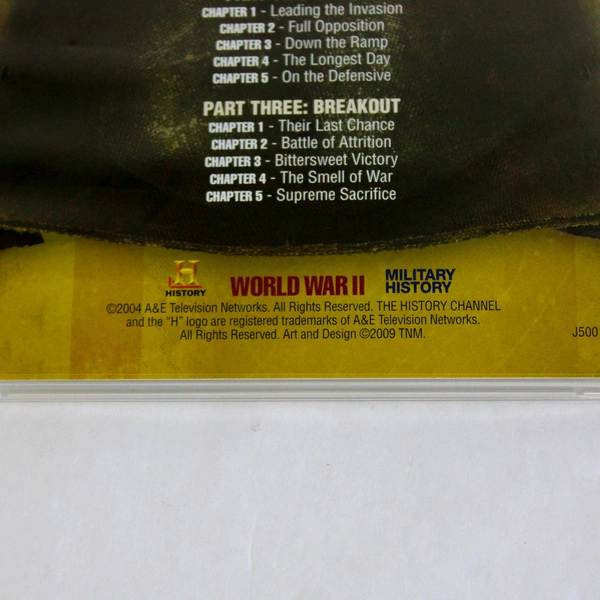 CHAPTER 1 - Leading the Invasion
CHAPTER 2 - Full Opposition
CHAPTER 3 - Down the Ramp
CHAPTER 4 - The Longest Day
CHAPTER 5 - On the Defensive
PART THREE: BREAKOUT
CHAPTER 1 - Their Last Chance
CHAPTER 2 - Battle of Attrition
CHAPTER 3 - Bittersweet Victory
CHAPTER 4 - The Smell of War
CHAPTER 5 - Supreme Sacrifice
H
HISTORY
WORLD WAR II
MILITARY
HISTORY
©2004 A&E Television Networks. All Rights Reserved. THE HISTORY CHANNEL
and the “H” logo are registered trademarks of A&E Television Networks.
All Rights Reserved. Art and Design ©2009 TNM.
J500